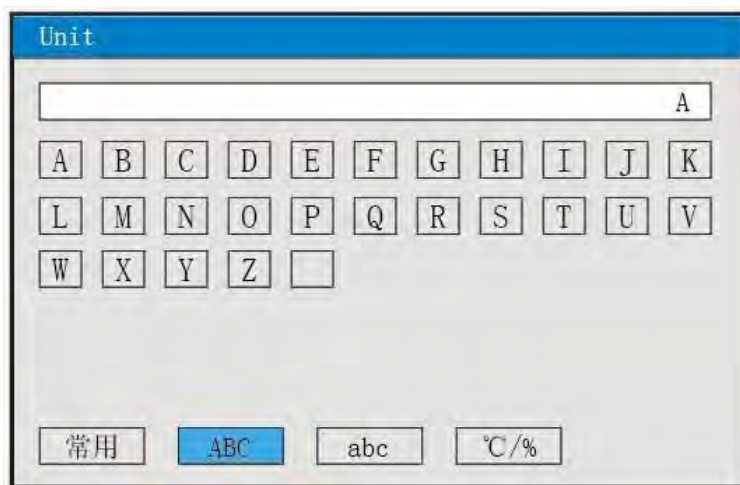 Unit
A
A B C D E F G H I J K
L M N O P Q R S T U V
W X Y Z
常用 ABC abc ℃/%